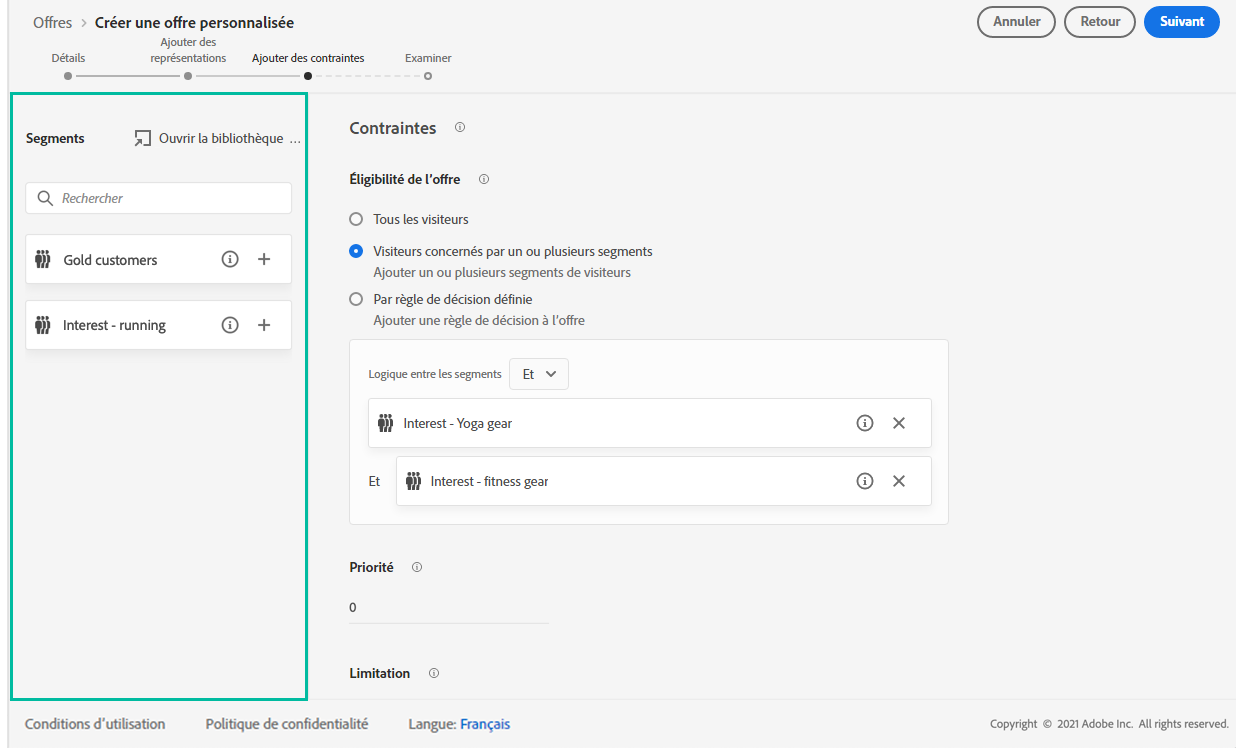 Offres > Créer une offre personnalisée
Annuler
Retour
Suivant
Détails
Ajouter des
représentations
Ajouter des contraintes
Examiner
Segments
Ouvrir la bibliothèque ...
Rechercher
Gold customers
Interest - running
Contraintes
Éligibilité de l’offre
Tous les visiteurs
Visiteurs concernés par un ou plusieurs segments
Ajouter un ou plusieurs segments de visiteurs
Par règle de décision définie
Ajouter une règle de décision à l’offre
Logique entre les segments Et
Interest - Yoga gear
Et Interest - fitness gear
Priorité
0
Limitation
Conditions d’utilisation
Politique de confidentialité
Langue: Français
Copyright © 2021 Adobe Inc. All rights reserved.